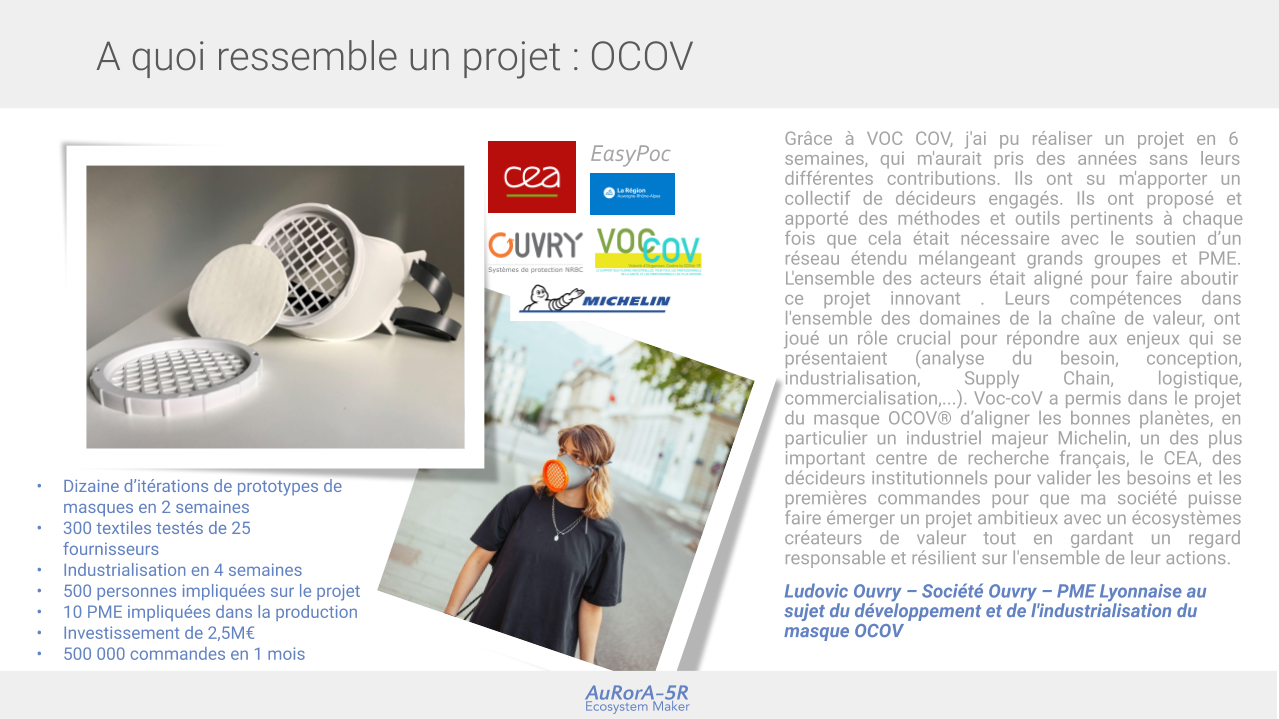 A quoi ressemble un projet : OCOV
cea
EasyPoc
La Région
Auvergne-Rhône-Alpes
OUVRY
Systèmes de protection NRBC
VOC COV
MICHELIN
• Dizaine d’itérations de prototypes de
masques en 2 semaines
• 300 textiles testés de 25
fournisseurs
• Industrialisation en 4 semaines
• 500 personnes impliquées sur le projet
• 10 PME impliquées dans la production
• Investissement de 2,5M€
• 500 000 commandes en 1 mois
Grâce à VOC COV, j'ai pu réaliser un projet en 6
semaines, qui m'aurait pris des années sans leurs
différentes contributions. Ils ont su m'apporter un
collectif de décideurs engagés. Ils ont proposé et
apporté des méthodes et outils pertinents à chaque
fois que cela était nécessaire avec le soutien d’un
réseau étendu mélangeant grands groupes et PME.
L'ensemble des acteurs était aligné pour faire aboutir
ce projet innovant . Leurs compétences dans
l'ensemble des domaines de la chaîne de valeur, ont
joué un rôle crucial pour répondre aux enjeux qui se
présentaient (analyse du besoin, conception,
industrialisation, Supply Chain, logistique,
commercialisation,...). Voc-coV a permis dans le projet
du masque OCOV® d’aligner les bonnes planètes, en
particulier un industriel majeur Michelin, un des plus
important centre de recherche français, le CEA, des
décideurs institutionnels pour valider les besoins et les
premières commandes pour que ma société puisse
faire émerger un projet ambitieux avec un écosystèmes
créateurs de valeur tout en gardant un regard
responsable et résilient sur l'ensemble de leur actions.
Ludovic Ouvry – Société Ouvry – PME Lyonnaise au
sujet du développement et de l'industrialisation du
masque OCOV
AuRorA-5R
Ecosystem Maker